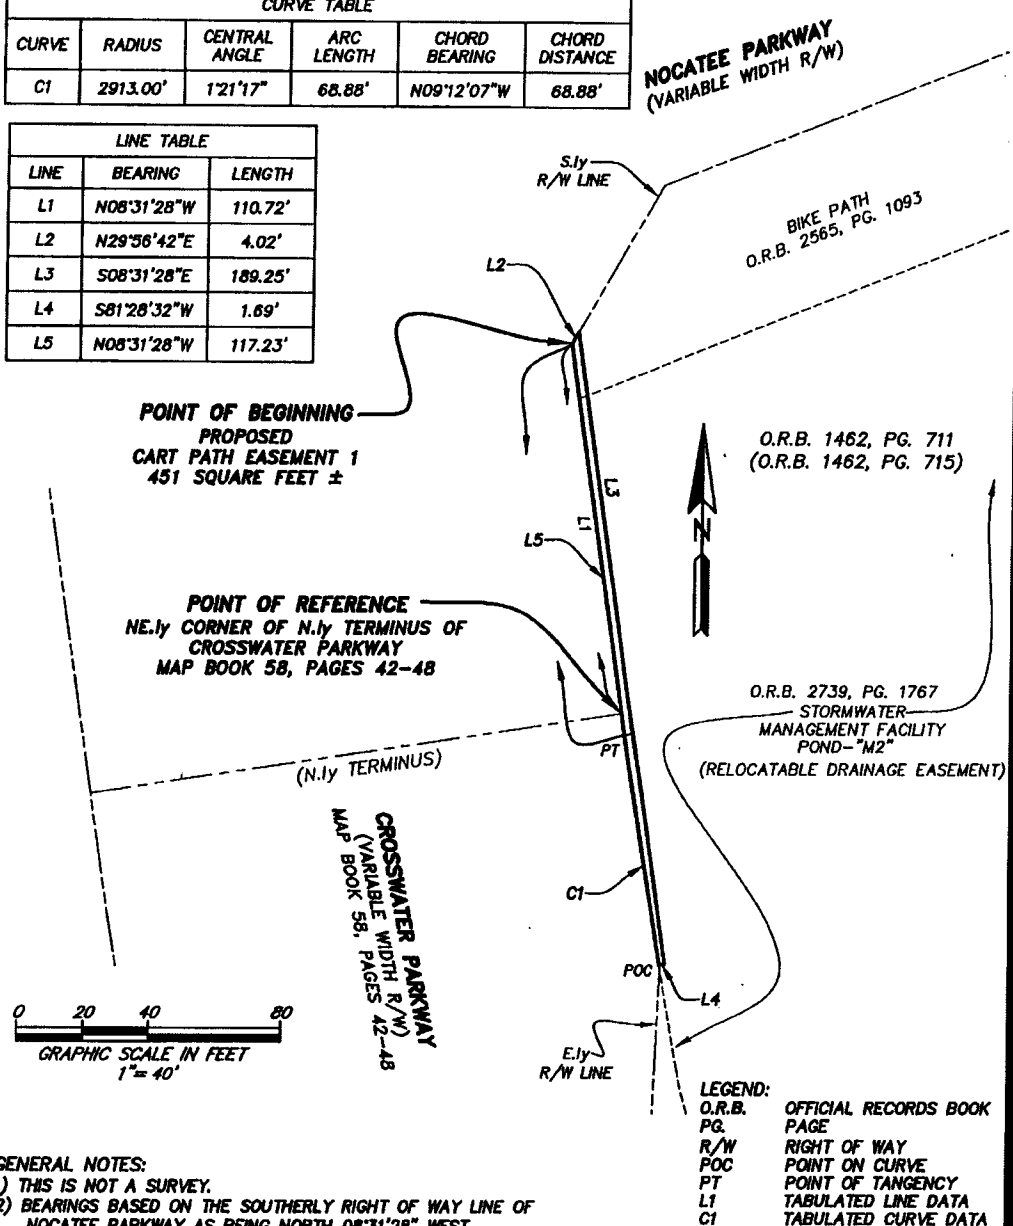 CURVE TABLE
CURVE RADIUS CENTRAL ANGLE ARC LENGTH CHORD BEARING CHORD DISTANCE
C1 2913.00' 1°21'17" 68.88' N09°12'07"W 68.88'
LINE TABLE
LINE BEARING LENGTH
L1 N08°31'28"W 110.72'
L2 N29°56'42"E 4.02'
L3 S08°31'28"E 189.25'
L4 S81°28'32"W 1.69'
L5 N08°31'28"W 117.23'
NOCATEE PARKWAY
(VARIABLE WIDTH R/W)
S.ly
R/W LINE
BIKE PATH
O.R.B. 2565, PG. 1093
L2
POINT OF BEGINNING
PROPOSED
CART PATH EASEMENT 1
451 SQUARE FEET ±
O.R.B. 1462, PG. 711
(O.R.B. 1462, PG. 715)
L3
L1
N
L5
POINT OF REFERENCE
NE.ly CORNER OF N.ly TERMINUS OF
CROSSWATER PARKWAY
MAP BOOK 58, PAGES 42-48
O.R.B. 2739, PG. 1767
STORMWATER
MANAGEMENT FACILITY
POND-"M2"
(RELOCATABLE DRAINAGE EASEMENT)
PT
(N.ly TERMINUS)
CROSSWATER PARKWAY
(VARIABLE WIDTH R/W)
MAP BOOK 58, PAGES 42-48
C1
POC
L4
E.ly
R/W LINE
0 20 40 80
GRAPHIC SCALE IN FEET
1"= 40'
LEGEND:
O.R.B. OFFICIAL RECORDS BOOK
PG. PAGE
R/W RIGHT OF WAY
POC POINT ON CURVE
PT POINT OF TANGENCY
L1 TABULATED LINE DATA
C1 TABULATED CURVE DATA
GENERAL NOTES:
) THIS IS NOT A SURVEY.
2) BEARINGS BASED ON THE SOUTHERLY RIGHT OF WAY LINE OF
NOCATEE PARKWAY AS BEING NORTH 08°31'28" WEST